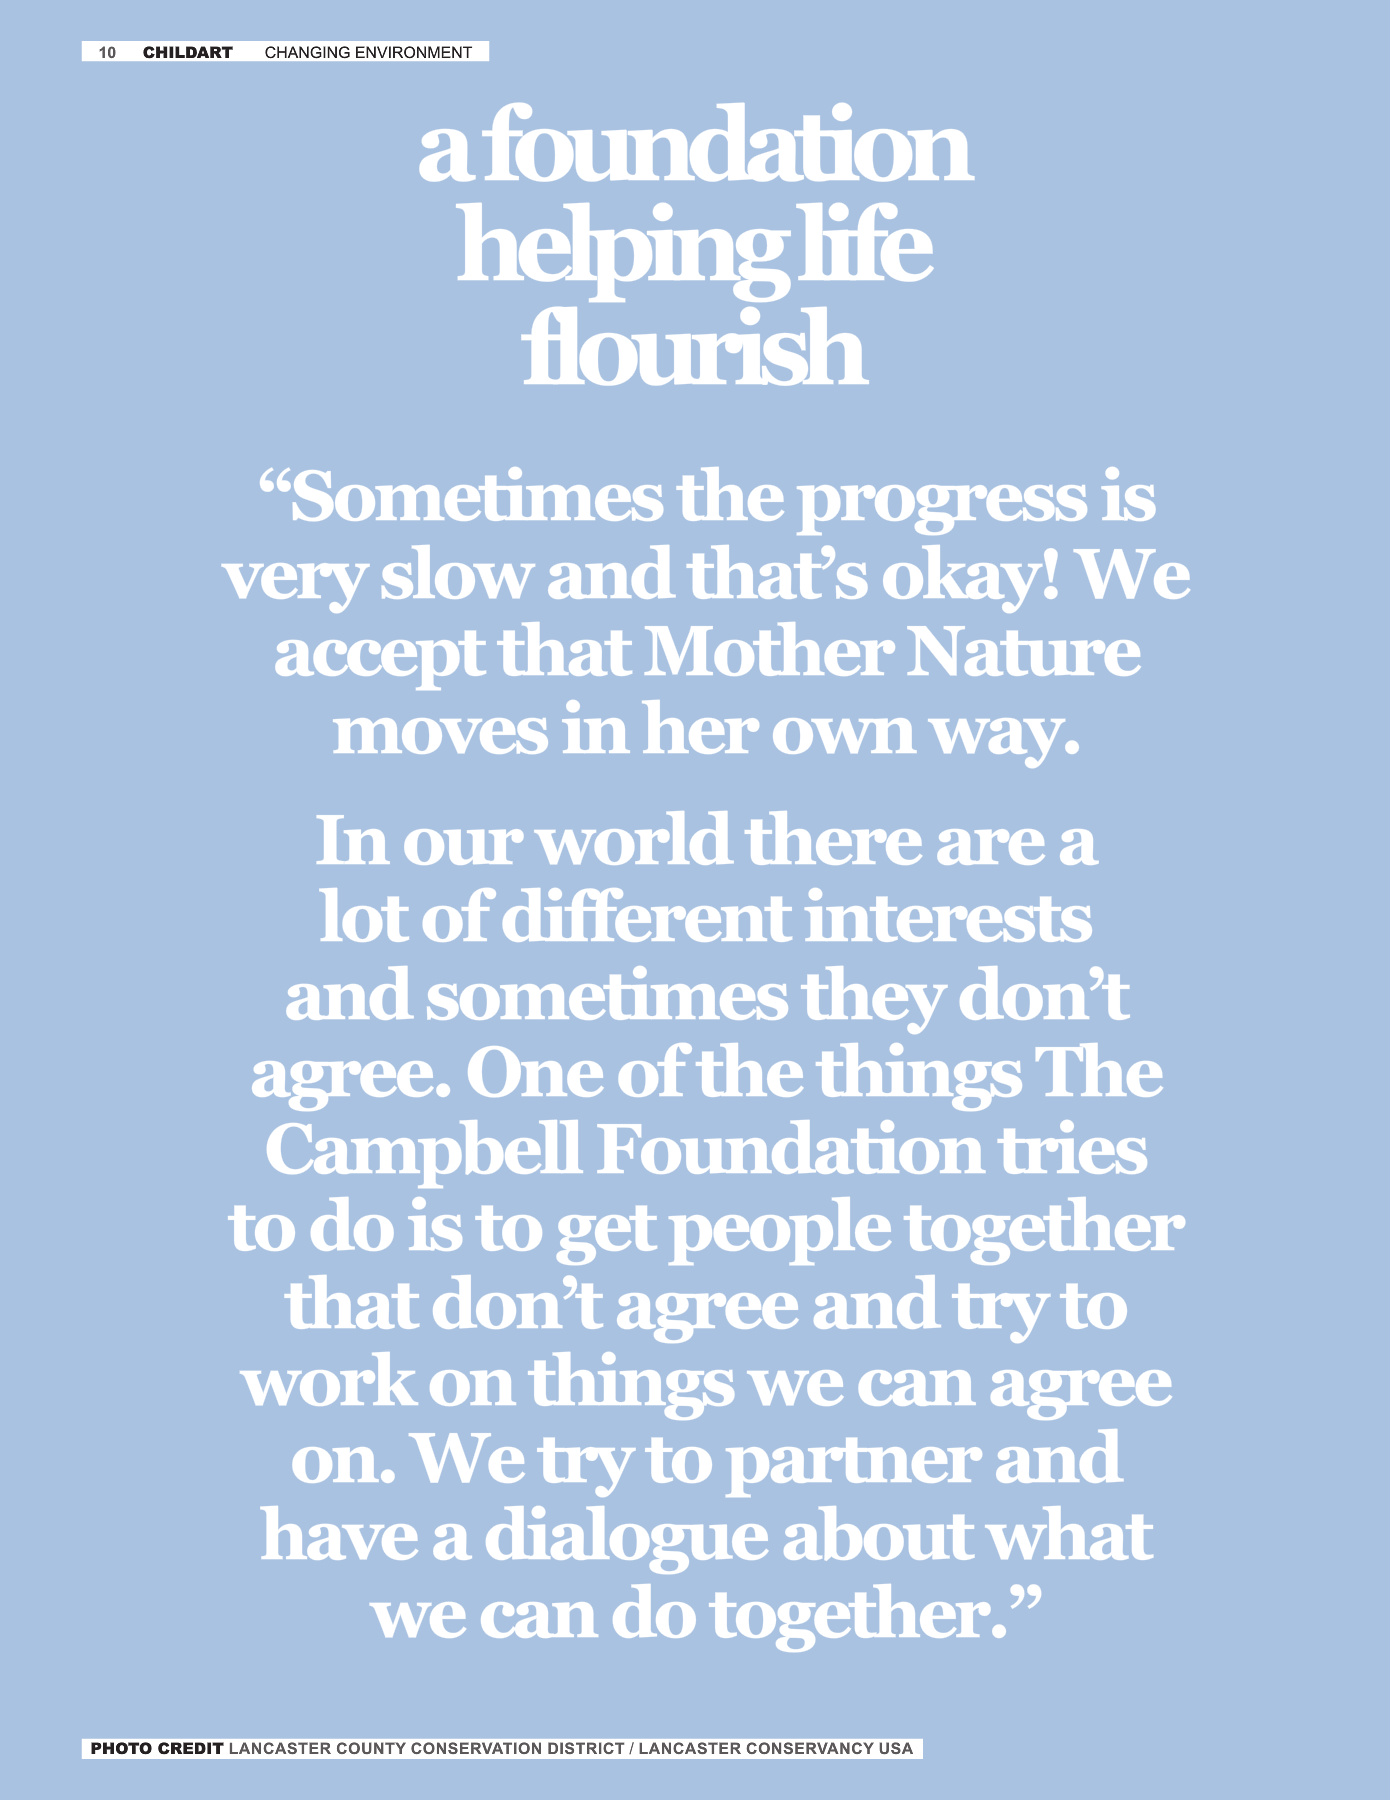 10 CHILDART CHANGING ENVIRONMENT
a foundation
helping life
flourish
“Sometimes the progress is
very slow and that’s okay! We
accept that Mother Nature
moves in her own way.
In our world there are a
lot of different interests
and sometimes they don’t
agree. One of the things The
Campbell Foundation tries
to do is to get people together
that don’t agree and try to
work on things we can agree
on. We try to partner and
have a dialogue about what
we can do together.”
PHOTO CREDIT LANCASTER COUNTY CONSERVATION DISTRICT / LANCASTER CONSERVANCY USA